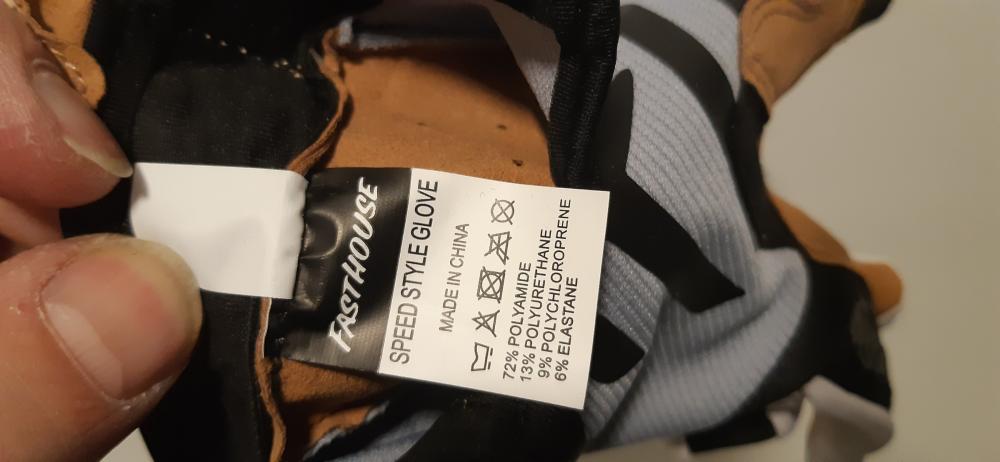 FASTHOUSE
SPEED STYLE GLOVE
MADE IN CHINA
72% POLYAMIDE
13% POLYURETHANE
9% POLYCHLOROPRENE
6% ELASTANE